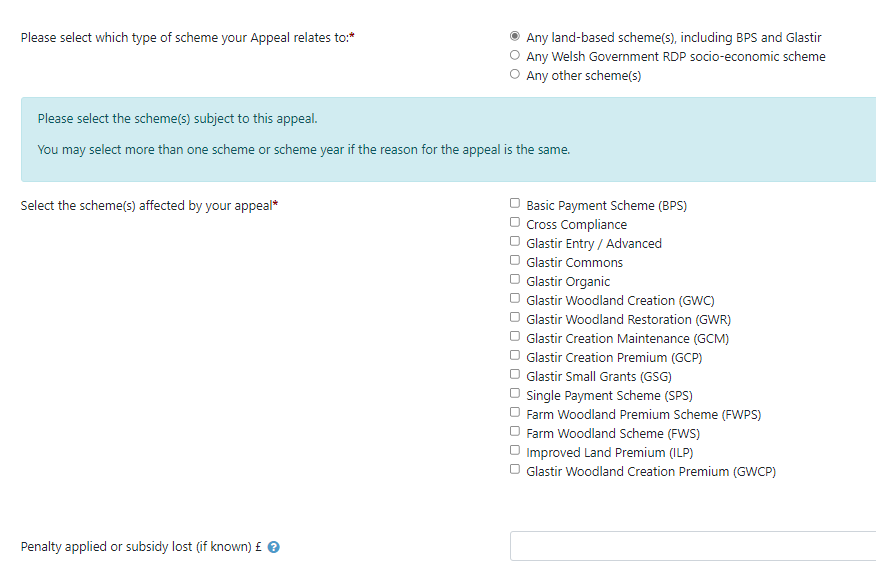 Please select which type of scheme your Appeal relates to:*
Any land-based scheme(s), including BPS and Glastir
Any Welsh Government RDP socio-economic scheme
Any other scheme(s)
Please select the scheme(s) subject to this appeal.
You may select more than one scheme or scheme year if the reason for the appeal is the same.
Select the scheme(s) affected by your appeal*
Basic Payment Scheme (BPS)
Cross Compliance
Glastir Entry / Advanced
Glastir Commons
Glastir Organic
Glastir Woodland Creation (GWC)
Glastir Woodland Restoration (GWR)
Glastir Creation Maintenance (GCM)
Glastir Creation Premium (GCP)
Glastir Small Grants (GSG)
Single Payment Scheme (SPS)
Farm Woodland Premium Scheme (FWPS)
Farm Woodland Scheme (FWS)
Improved Land Premium (ILP)
Glastir Woodland Creation Premium (GWCP)
Penalty applied or subsidy lost (if known) £ ?